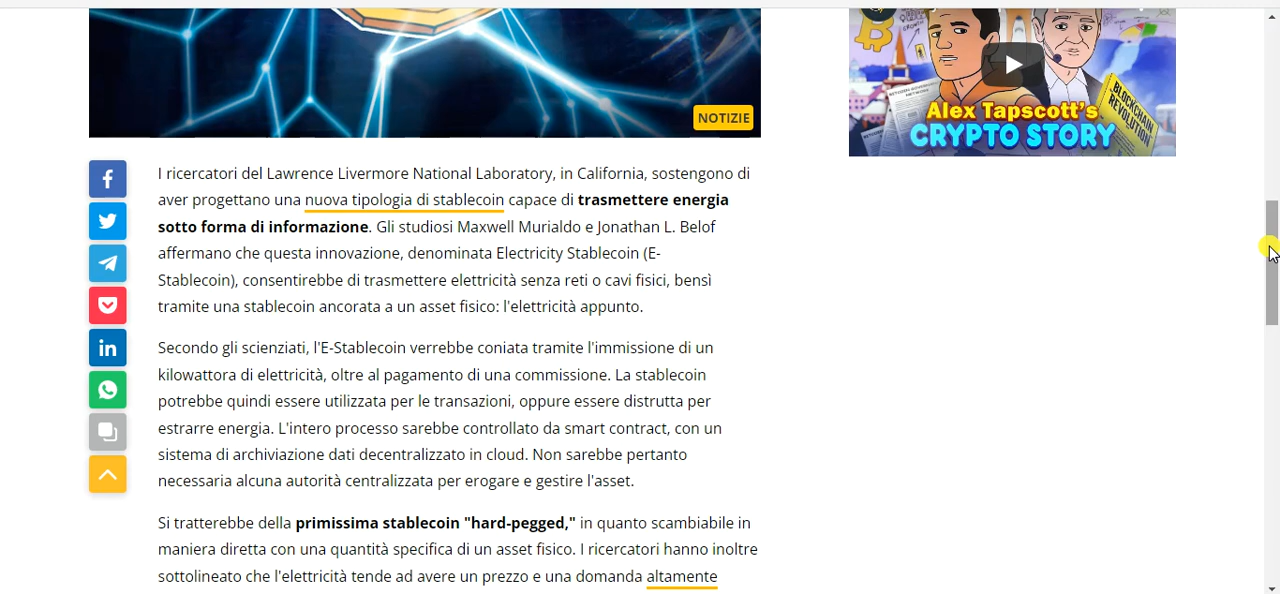 NOTIZIE
Alex Tapscott's
CRYPTO STORY
BLOCKCHAIN
REVOLUTION
I ricercatori del Lawrence Livermore National Laboratory, in California, sostengono di
aver progettano una nuova tipologia di stablecoin capace di trasmettere energia
sotto forma di informazione. Gli studiosi Maxwell Murialdo e Jonathan L. Belof
affermano che questa innovazione, denominata Electricity Stablecoin (E-
Stablecoin), consentirebbe di trasmettere elettricità senza reti o cavi fisici, bensì
tramite una stablecoin ancorata a un asset fisico: l'elettricità appunto.
Secondo gli scienziati, l'E-Stablecoin verrebbe coniata tramite l'immissione di un
kilowattora di elettricità, oltre al pagamento di una commissione. La stablecoin
potrebbe quindi essere utilizzata per le transazioni, oppure essere distrutta per
estrarre energia. L'intero processo sarebbe controllato da smart contract, con un
sistema di archiviazione dati decentralizzato in cloud. Non sarebbe pertanto
necessaria alcuna autorità centralizzata per erogare e gestire l'asset.
Si tratterebbe della primissima stablecoin "hard-pegged," in quanto scambiabile in
maniera diretta con una quantità specifica di un asset fisico. I ricercatori hanno inoltre
sottolineato che l'elettricità tende ad avere un prezzo e una domanda altamente